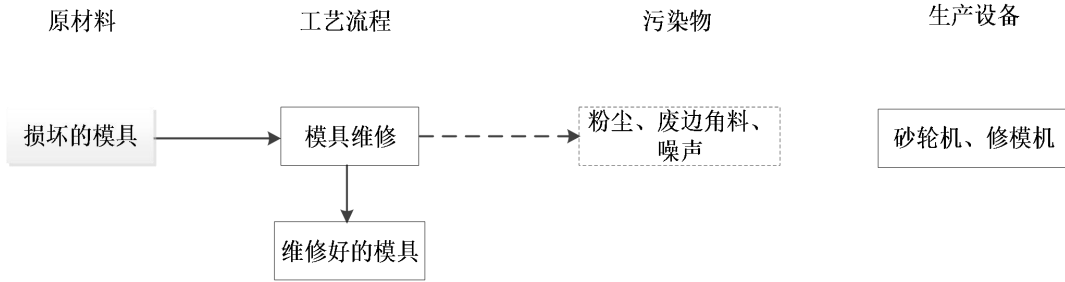 原材料
工艺流程
污染物
生产设备
损坏的模具
模具维修
粉尘、废边角料、
噪声
砂轮机、修模机
维修好的模具